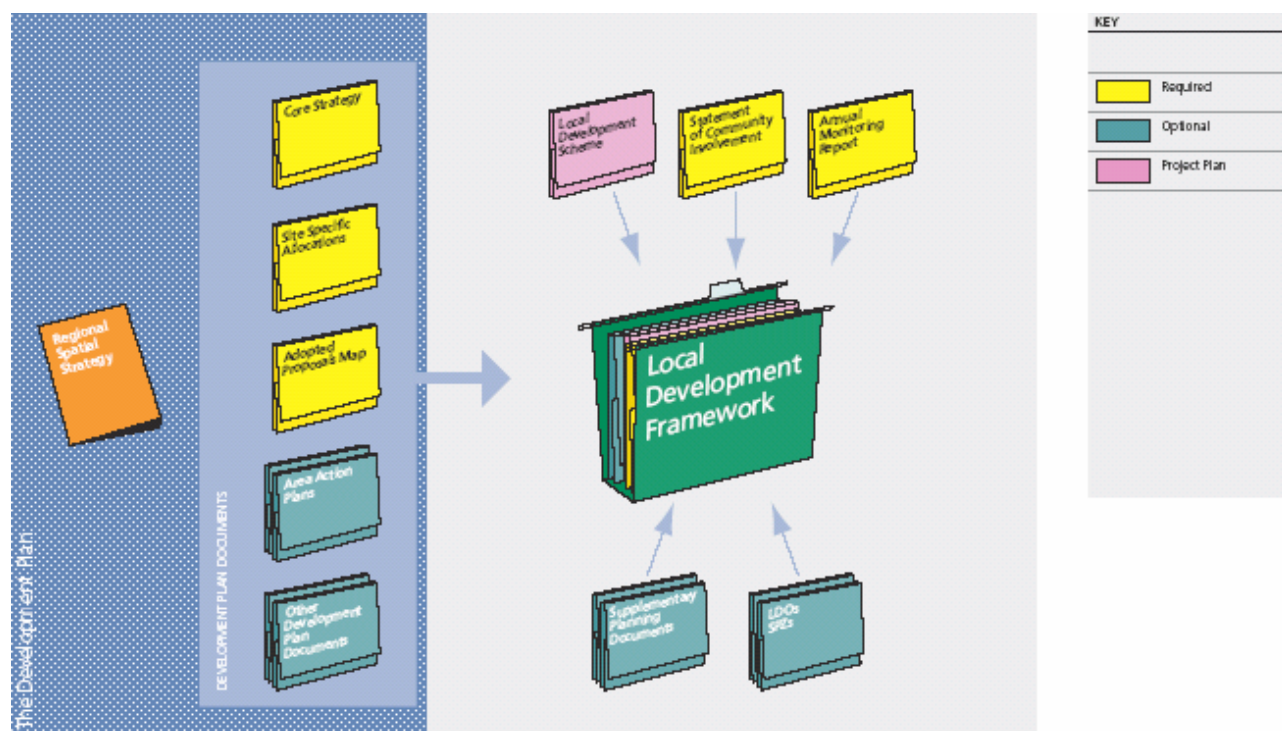 The Development Plan
Regional
Spatial
Strategy
DEVELOPMENT PLAN DOCUMENTS
Core Strategy
Site Specific
Allocations
Adopted
Proposals Map
Area Action
Plans
Other
Development
Plan
Documents
Local
Development
Scheme
Statement
of Community
Involvement
Annual
Monitoring
Report
Local
Development
Framework
Supplementary
Planning
Documents
LDOs
SPZs
KEY
Required
Optional
Project Plan